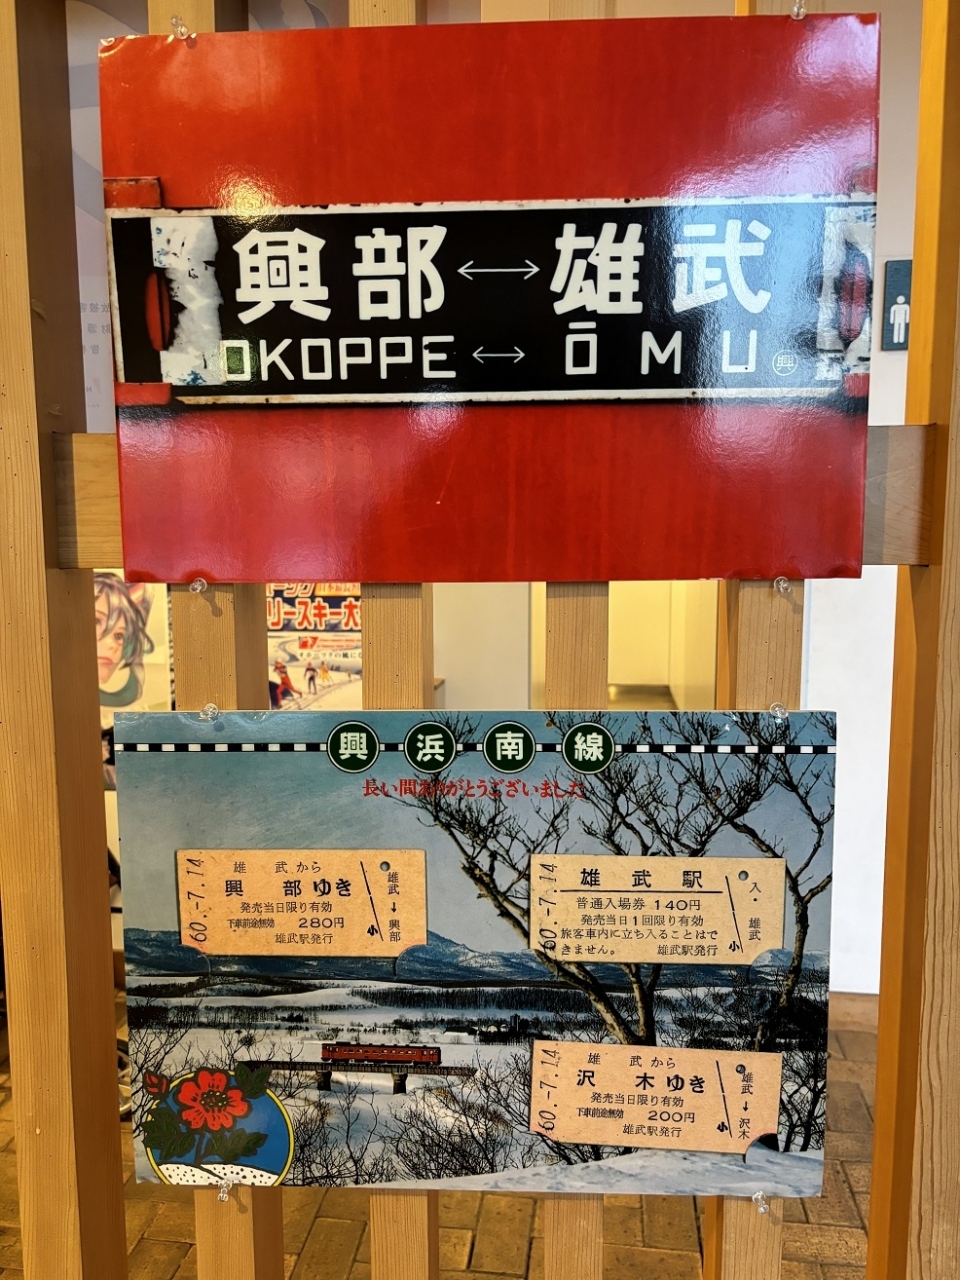 興部 ↔ 雄武
OKOPPE ↔ ŌMU ㊥興
リースキー大
興浜南線
長い間ありがとうございました
60.-7.14
雄武から
興部ゆき
発売当日限り有効
下車前途無効 280円
雄武駅発行
雄武→興部
小
60.-7.14
雄武駅
普通入場券 140円
発売当日1回限り有効
旅客車内に立ち入ることはで
きません。 雄武駅発行
入・雄武
小
60.-7.14
雄武から
沢木ゆき
発売当日限り有効
下車前途無効 200円
雄武駅発行
雄武→沢木
小